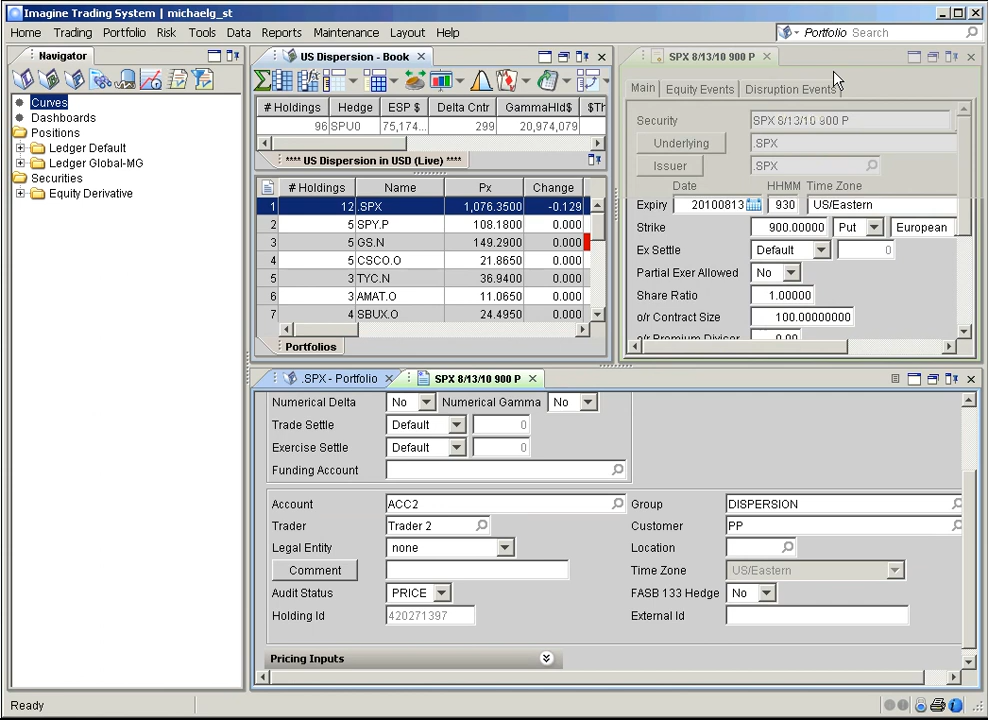 Imagine Trading System | michaelg_st
Home Trading Portfolio Risk Tools Data Reports Maintenance Layout Help
Portfolio Search
Navigator
Curves
Dashboards
Positions
Ledger Default
Ledger Global-MG
Securities
Equity Derivative
US Dispersion - Book
# Holdings Hedge ESP $ Delta Cntr GammaHld$ $Th
96 SPU0 75,174... 299 20,974,079
**** US Dispersion in USD (Live) ****
# Holdings Name Px Change
1 12 .SPX 1,076.3500 -0.129
2 5 SPY.P 108.1800 0.000
3 5 GS.N 149.2900 0.000
4 5 CSCO.O 21.8650 0.000
5 3 TYC.N 36.9400 0.000
6 3 AMAT.O 11.0650 0.000
7 4 SBUX.O 24.4950 0.000
Portfolios
SPX 8/13/10 900 P
Main Equity Events Disruption Events
Security SPX 8/13/10 900 P
Underlying .SPX
Issuer .SPX
Date HHMM Time Zone
Expiry 20100813 930 US/Eastern
Strike 900.00000 Put European
Ex Settle Default 0
Partial Exer Allowed No
Share Ratio 1.00000
o/r Contract Size 100.00000000
o/r Premium Divisor 0.00
.SPX - Portfolio SPX 8/13/10 900 P
Numerical Delta No Numerical Gamma No
Trade Settle Default 0
Exercise Settle Default 0
Funding Account
Account ACC2 Group DISPERSION
Trader Trader 2 Customer PP
Legal Entity none Location
Comment Time Zone US/Eastern
Audit Status PRICE FASB 133 Hedge No
Holding Id 420271397 External Id
Pricing Inputs
Ready